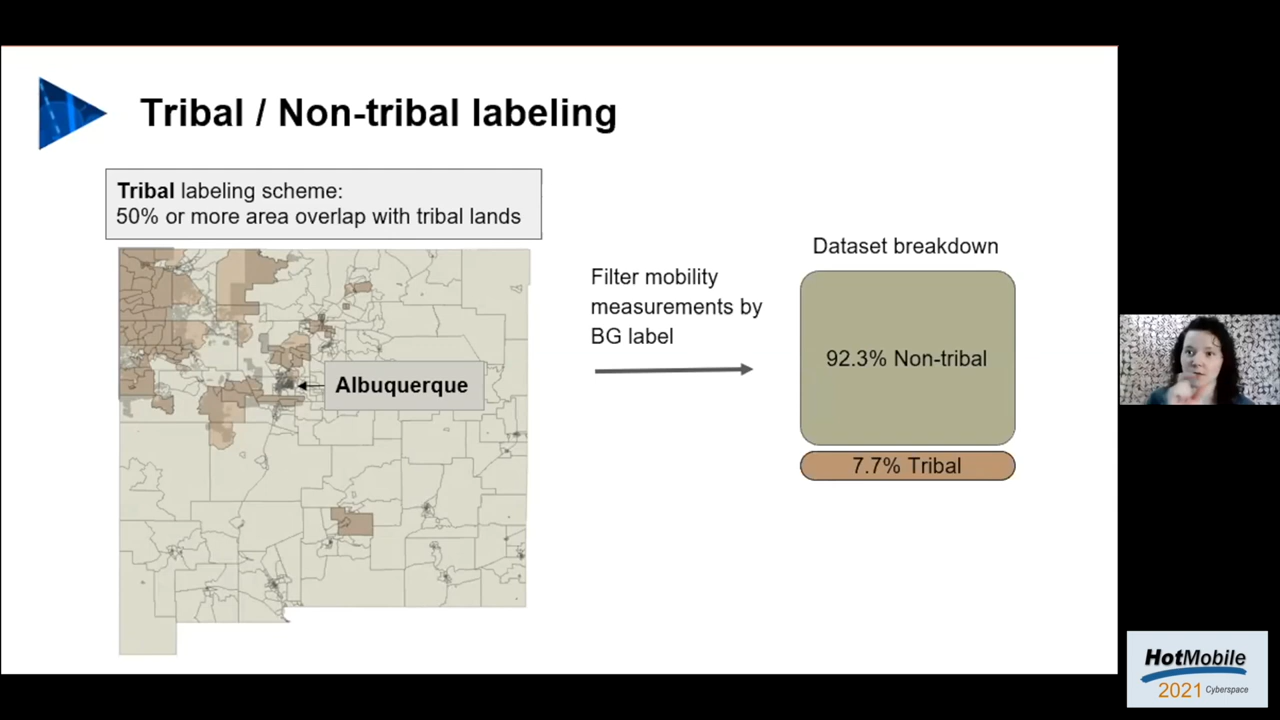 Tribal / Non-tribal labeling
Tribal labeling scheme:
50% or more area overlap with tribal lands
Albuquerque
Filter mobility
measurements by
BG label
Dataset breakdown
92.3% Non-tribal
7.7% Tribal
HotMobile
2021 Cyberspace